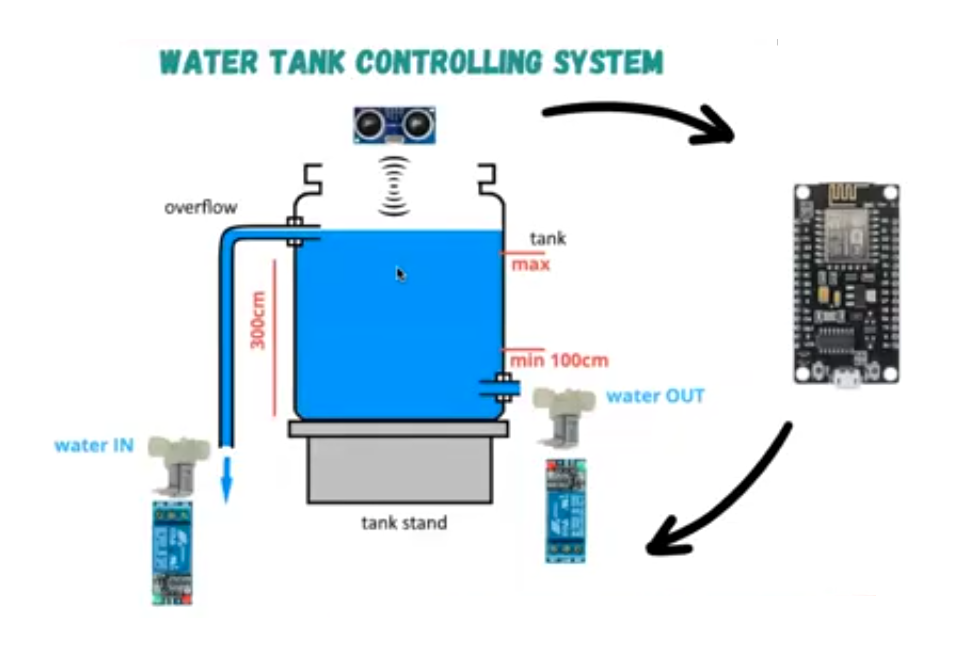 WATER TANK CONTROLLING SYSTEM
overflow
tank
max
300cm
min 100cm
water OUT
water IN
tank stand